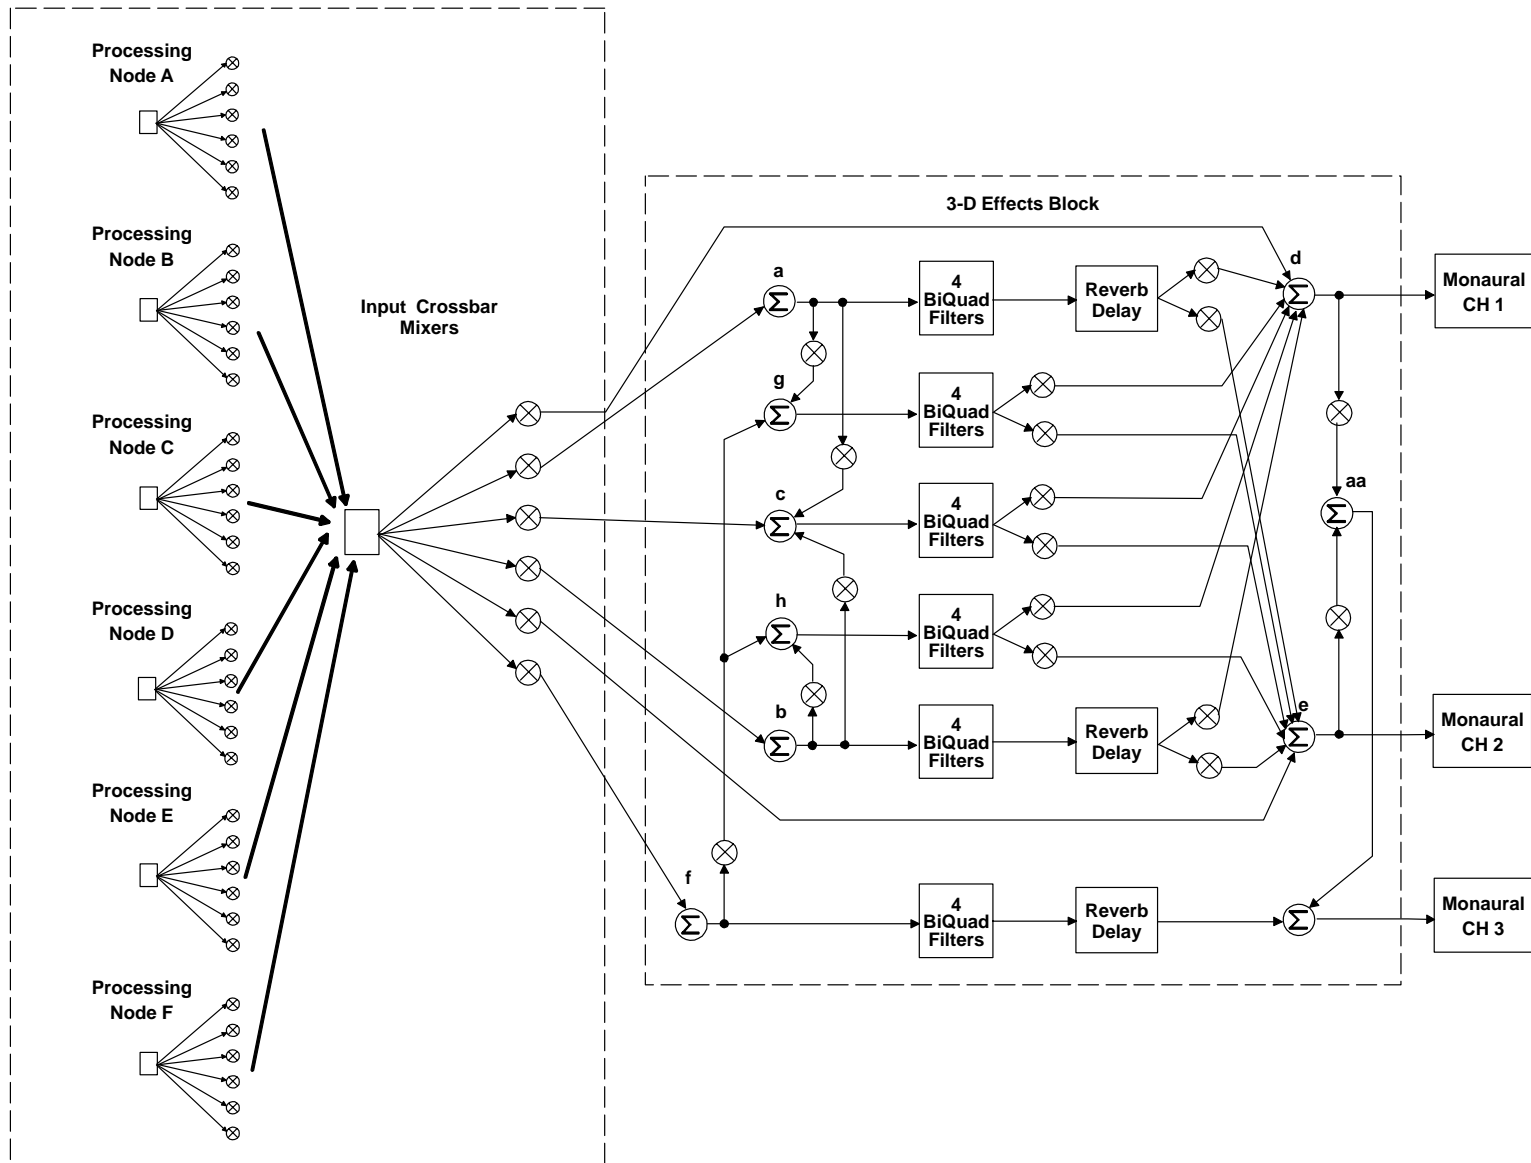 Processing
Node A
Processing
Node B
Processing
Node C
Processing
Node D
Processing
Node E
Processing
Node F
Input Crossbar
Mixers
3-D Effects Block
a
g
c
h
b
f
4
BiQuad
Filters
4
BiQuad
Filters
4
BiQuad
Filters
4
BiQuad
Filters
4
BiQuad
Filters
4
BiQuad
Filters
Reverb
Delay
Reverb
Delay
Reverb
Delay
d
e
aa
Σ
Σ
Σ
Σ
Σ
Σ
Σ
Σ
Σ
Σ
Monaural
CH 1
Monaural
CH 2
Monaural
CH 3